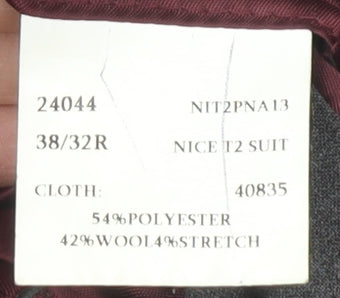 24044 NIT2PNA13
38/32R NICE T2 SUIT
CLOTH: 40835
54%POLYESTER
42%WOOL4%STRETCH